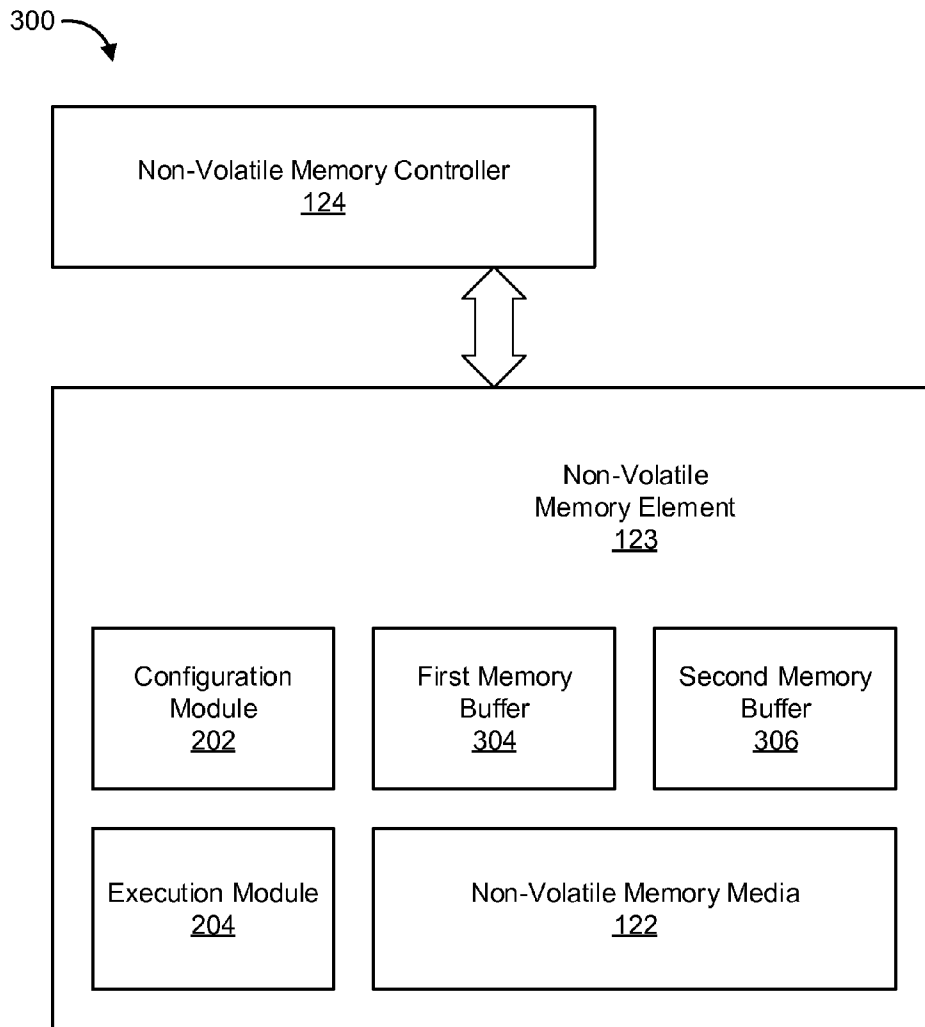 300
Non-Volatile Memory Controller
124
Non-Volatile
Memory Element
123
Configuration
Module
202
First Memory
Buffer
304
Second Memory
Buffer
306
Execution Module
204
Non-Volatile Memory Media
122